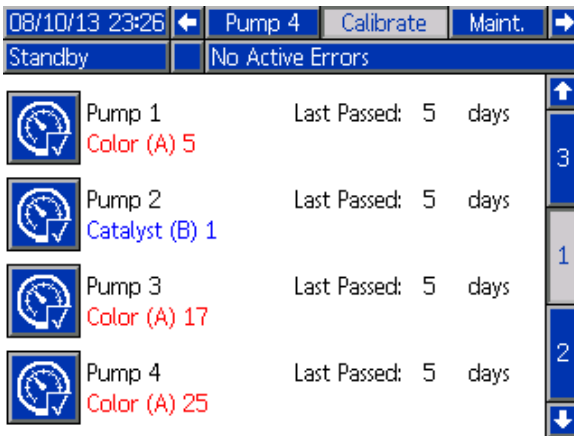 08/10/13 23:26 Pump 4 Calibrate Maint.
Standby No Active Errors
Pump 1 Last Passed: 5 days
Color (A) 5
3
Pump 2 Last Passed: 5 days
Catalyst (B) 1
1
Pump 3 Last Passed: 5 days
Color (A) 17
2
Pump 4 Last Passed: 5 days
Color (A) 25